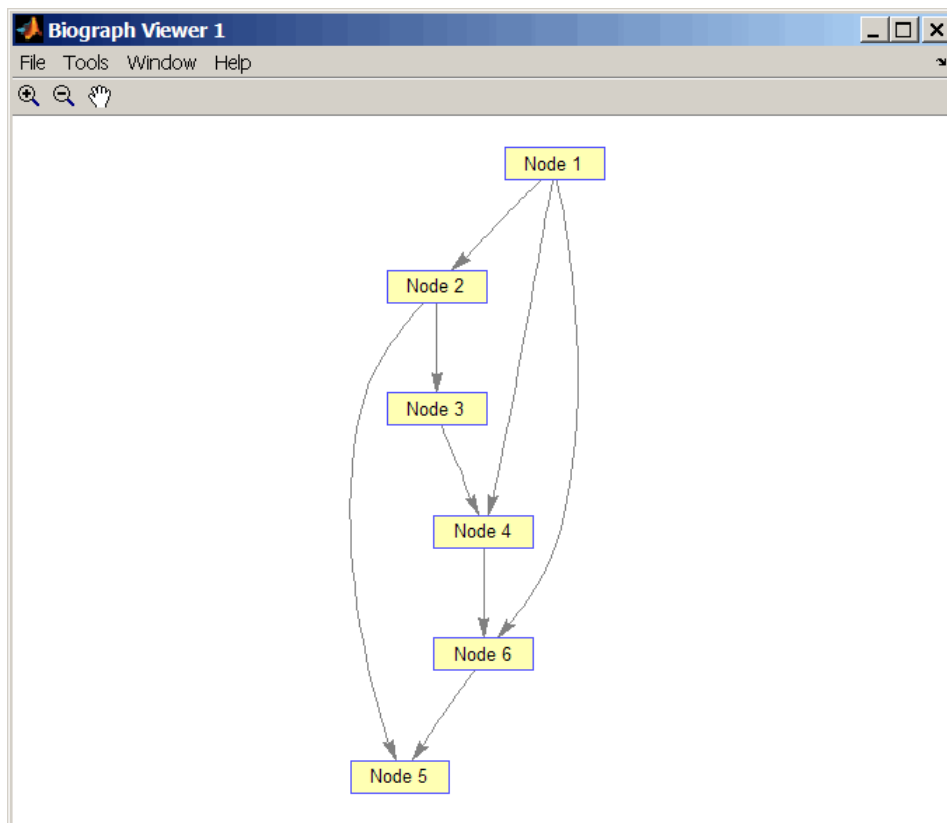 Biograph Viewer 1
File Tools Window Help
Node 1
Node 2
Node 3
Node 4
Node 6
Node 5